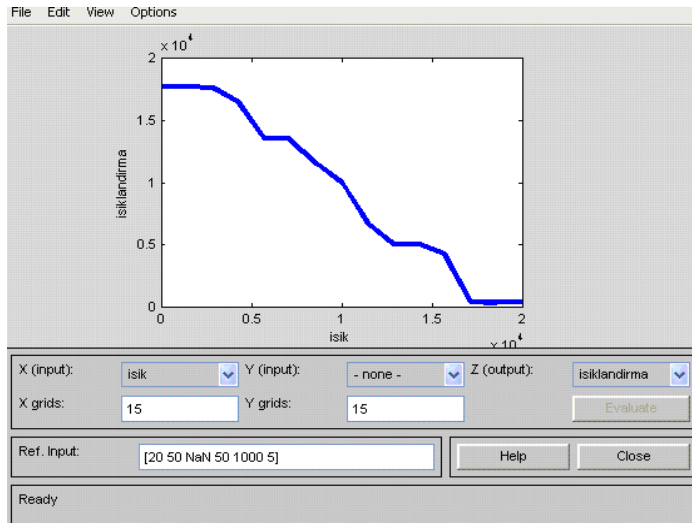 File Edit View Options
× 10⁴
2
1.5
1
0.5
0
isiklandirma
0 0.5 1 1.5 2
isik
× 10⁴
X (input): isik Y (input): - none - Z (output): isiklandirma
X grids: 15 Y grids: 15 Evaluate
Ref. Input: [20 50 NaN 50 1000 5] Help Close
Ready